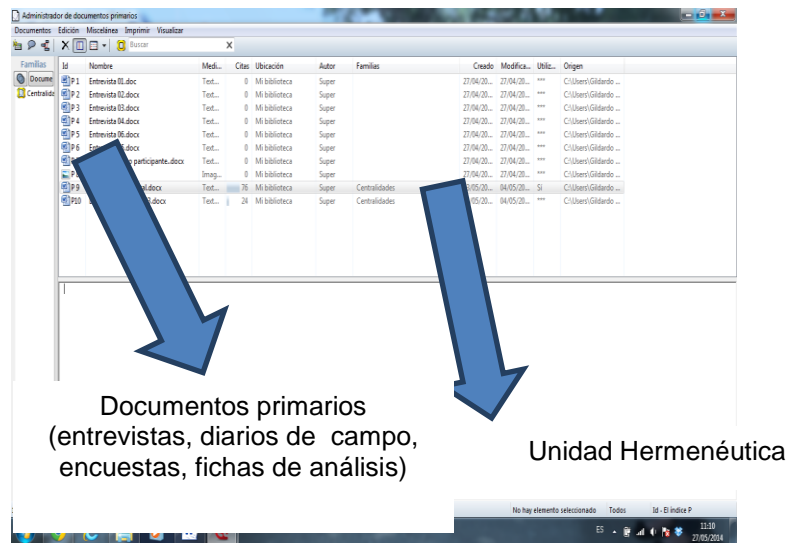 Administrador de documentos primarios
Documentos Edición Miscelánea Imprimir Visualizar
Buscar X
Familias
Docume
Centralida
Id Nombre Medi... Citas Ubicación Autor Familias Creado Modifica... Utiliz... Origen
P 1 Entrevista 01.doc Text... 0 Mi biblioteca Super 27/04/20... 27/04/20... *** C:\Users\Gildardo ...
P 2 Entrevista 02.docx Text... 0 Mi biblioteca Super 27/04/20... 27/04/20... *** C:\Users\Gildardo ...
P 3 Entrevista 03.docx Text... 0 Mi biblioteca Super 27/04/20... 27/04/20... *** C:\Users\Gildardo ...
P 4 Entrevista 04.docx Text... 0 Mi biblioteca Super 27/04/20... 27/04/20... *** C:\Users\Gildardo ...
P 5 Entrevista 06.docx Text... 0 Mi biblioteca Super 27/04/20... 27/04/20... *** C:\Users\Gildardo ...
P 6 .docx Text... 0 Mi biblioteca Super 27/04/20... 27/04/20... *** C:\Users\Gildardo ...
participante..docx Text... 0 Mi biblioteca Super 27/04/20... 27/04/20... *** C:\Users\Gildardo ...
Imag... 0 Mi biblioteca Super 27/04/20... 27/04/20... *** C:\Users\Gildardo ...
P 9 al.docx Text... 76 Mi biblioteca Super Centralidades /05/20... 04/05/20... Si C:\Users\Gildardo ...
P10 .docx Text... 24 Mi biblioteca Super Centralidades /05/20... 04/05/20... *** C:\Users\Gildardo ...
Documentos primarios
(entrevistas, diarios de campo,
encuestas, fichas de análisis)
Unidad Hermenéutica
No hay elemento seleccionado Todos Id - El índice P
ES 11:10
27/05/2014